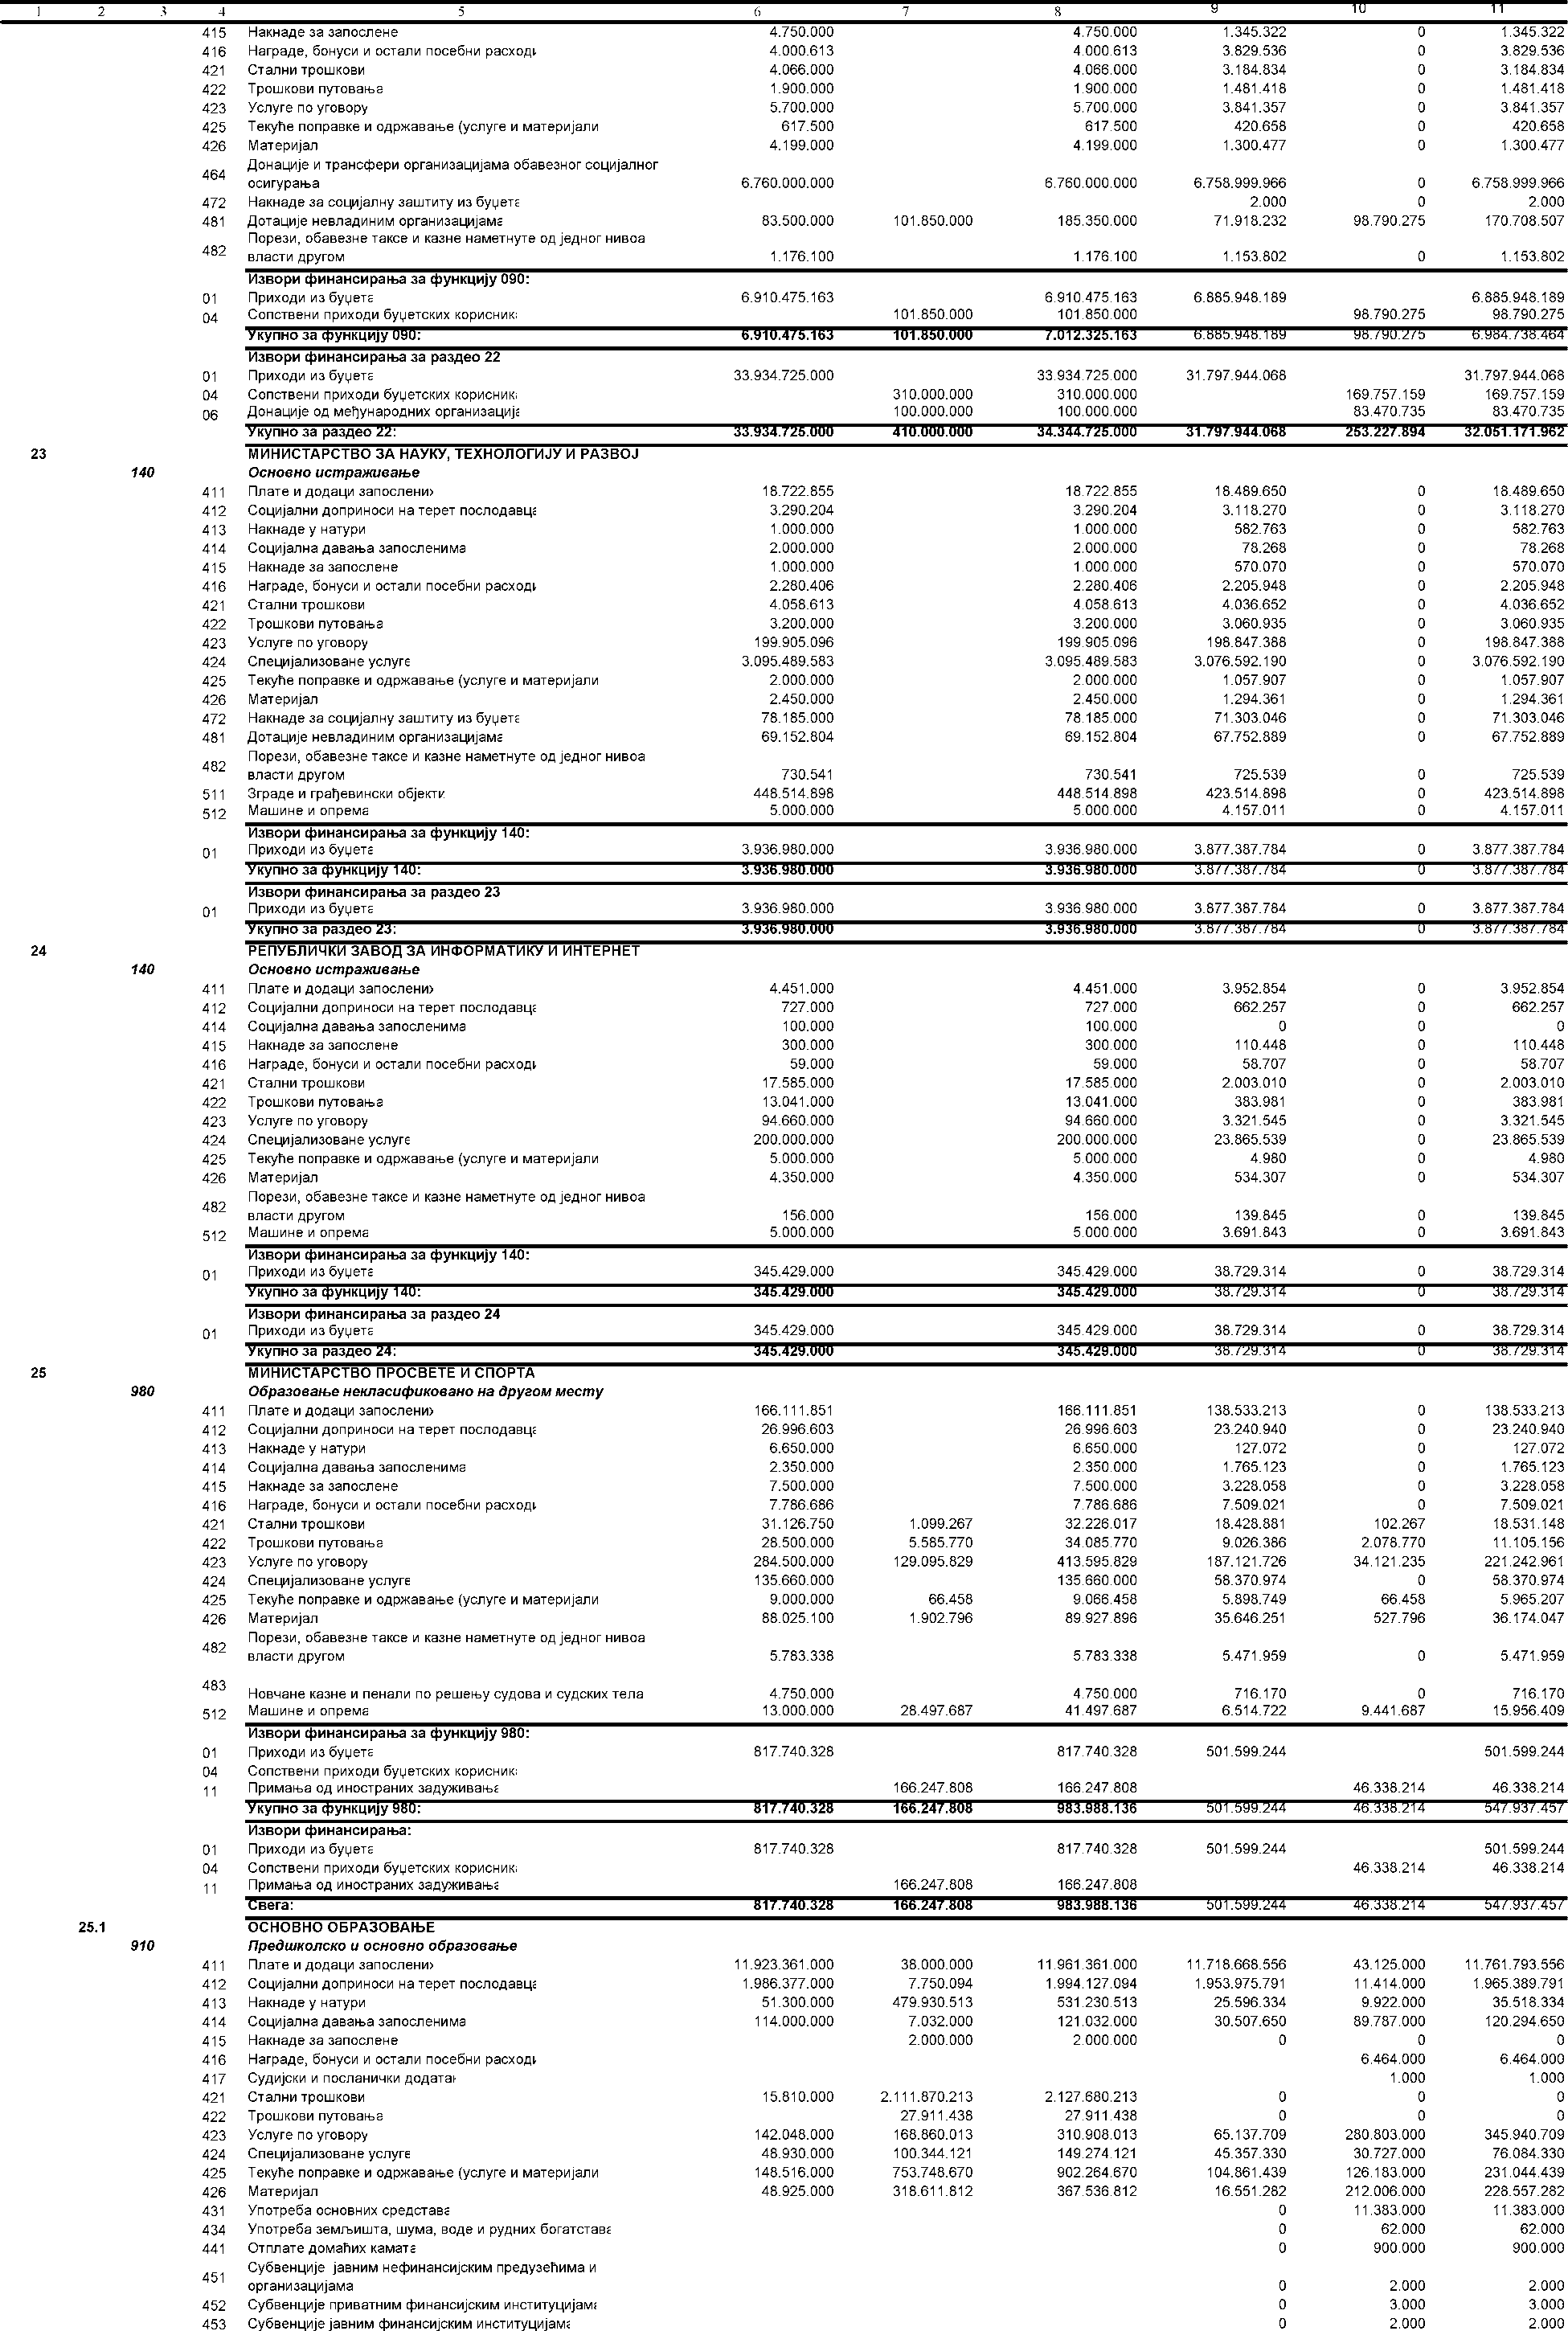 1 2 3 4 5 6 7 8 9 10 11
415 Накнаде за запослене 4.750.000 4.750.000 1.345.322 0 1.345.322
416 Награде, бонуси и остали посебни расходи 4.000.613 4.000.613 3.829.536 0 3.829.536
421 Стални трошкови 4.066.000 4.066.000 3.184.834 0 3.184.834
422 Трошкови путовања 1.900.000 1.900.000 1.481.418 0 1.481.418
423 Услуге по уговору 5.700.000 5.700.000 3.841.357 0 3.841.357
425 Текуће поправке и одржавање (услуге и материјали 617.500 617.500 420.658 0 420.658
426 Материјал 4.199.000 4.199.000 1.300.477 0 1.300.477
Донације и трансфери организацијама обавезног социјалног
464 осигурања 6.760.000.000 6.760.000.000 6.758.999.966 0 6.758.999.966
472 Накнаде за социјалну заштиту из буџета 2.000 0 2.000
481 Дотације невладиним организацијама 83.500.000 101.850.000 185.350.000 71.918.232 98.790.275 170.708.507
Порези, обавезне таксе и казне наметнуте од једног нивоа
482 власти другом 1.176.100 1.176.100 1.153.802 0 1.153.802
Извори финансирања за функцију 090:
01 Приходи из буџета 6.910.475.163 6.910.475.163 6.885.948.189 6.885.948.189
04 Сопствени приходи буџетских корисника 101.850.000 101.850.000 98.790.275 98.790.275
Укупно за функцију 090: 6.910.475.163 101.850.000 7.012.325.163 6.885.948.189 98.790.275 6.984.738.464
Извори финансирања за раздео 22
01 Приходи из буџета 33.934.725.000 33.934.725.000 31.797.944.068 31.797.944.068
04 Сопствени приходи буџетских корисника 310.000.000 310.000.000 169.757.159 169.757.159
06 Донације од међународних организација 100.000.000 100.000.000 83.470.735 83.470.735
Укупно за раздео 22: 33.934.725.000 410.000.000 34.344.725.000 31.797.944.068 253.227.894 32.051.171.962
23 МИНИСТАРСТВО ЗА НАУКУ, ТЕХНОЛОГИЈУ И РАЗВОЈ
140 Основно истраживање
411 Плате и додаци запослених 18.722.855 18.722.855 18.489.650 0 18.489.650
412 Социјални доприноси на терет послодавца 3.290.204 3.290.204 3.118.270 0 3.118.270
413 Накнаде у натури 1.000.000 1.000.000 582.763 0 582.763
414 Социјална давања запосленима 2.000.000 2.000.000 78.268 0 78.268
415 Накнаде за запослене 1.000.000 1.000.000 570.070 0 570.070
416 Награде, бонуси и остали посебни расходи 2.280.406 2.280.406 2.205.948 0 2.205.948
421 Стални трошкови 4.058.613 4.058.613 4.036.652 0 4.036.652
422 Трошкови путовања 3.200.000 3.200.000 3.060.935 0 3.060.935
423 Услуге по уговору 199.905.096 199.905.096 198.847.388 0 198.847.388
424 Специјализоване услуге 3.095.489.583 3.095.489.583 3.076.592.190 0 3.076.592.190
425 Текуће поправке и одржавање (услуге и материјали 2.000.000 2.000.000 1.057.907 0 1.057.907
426 Материјал 2.450.000 2.450.000 1.294.361 0 1.294.361
472 Накнаде за социјалну заштиту из буџета 78.185.000 78.185.000 71.303.046 0 71.303.046
481 Дотације невладиним организацијама 69.152.804 69.152.804 67.752.889 0 67.752.889
Порези, обавезне таксе и казне наметнуте од једног нивоа
482 власти другом 730.541 730.541 725.539 0 725.539
511 Зграде и грађевински објекти 448.514.898 448.514.898 423.514.898 0 423.514.898
512 Машине и опрема 5.000.000 5.000.000 4.157.011 0 4.157.011
Извори финансирања за функцију 140:
01 Приходи из буџета 3.936.980.000 3.936.980.000 3.877.387.784 0 3.877.387.784
Укупно за функцију 140: 3.936.980.000 3.936.980.000 3.877.387.784 0 3.877.387.784
Извори финансирања за раздео 23
01 Приходи из буџета 3.936.980.000 3.936.980.000 3.877.387.784 0 3.877.387.784
Укупно за раздео 23: 3.936.980.000 3.936.980.000 3.877.387.784 0 3.877.387.784
24 РЕПУБЛИЧКИ ЗАВОД ЗА ИНФОРМАТИКУ И ИНТЕРНЕТ
140 Основно истраживање
411 Плате и додаци запослених 4.451.000 4.451.000 3.952.854 0 3.952.854
412 Социјални доприноси на терет послодавца 727.000 727.000 662.257 0 662.257
414 Социјална давања запосленима 100.000 100.000 0 0 0
415 Накнаде за запослене 300.000 300.000 110.448 0 110.448
416 Награде, бонуси и остали посебни расходи 59.000 59.000 58.707 0 58.707
421 Стални трошкови 17.585.000 17.585.000 2.003.010 0 2.003.010
422 Трошкови путовања 13.041.000 13.041.000 383.981 0 383.981
423 Услуге по уговору 94.660.000 94.660.000 3.321.545 0 3.321.545
424 Специјализоване услуге 200.000.000 200.000.000 23.865.539 0 23.865.539
425 Текуће поправке и одржавање (услуге и материјали 5.000.000 5.000.000 4.980 0 4.980
426 Материјал 4.350.000 4.350.000 534.307 0 534.307
Порези, обавезне таксе и казне наметнуте од једног нивоа
482 власти другом 156.000 156.000 139.845 0 139.845
512 Машине и опрема 5.000.000 5.000.000 3.691.843 0 3.691.843
Извори финансирања за функцију 140:
01 Приходи из буџета 345.429.000 345.429.000 38.729.314 0 38.729.314
Укупно за функцију 140: 345.429.000 345.429.000 38.729.314 0 38.729.314
Извори финансирања за раздео 24
01 Приходи из буџета 345.429.000 345.429.000 38.729.314 0 38.729.314
Укупно за раздео 24: 345.429.000 345.429.000 38.729.314 0 38.729.314
25 МИНИСТАРСТВО ПРОСВЕТЕ И СПОРТА
980 Образовање некласификовано на другом месту
411 Плате и додаци запослених 166.111.851 166.111.851 138.533.213 0 138.533.213
412 Социјални доприноси на терет послодавца 26.996.603 26.996.603 23.240.940 0 23.240.940
413 Накнаде у натури 6.650.000 6.650.000 127.072 0 127.072
414 Социјална давања запосленима 2.350.000 2.350.000 1.765.123 0 1.765.123
415 Накнаде за запослене 7.500.000 7.500.000 3.228.058 0 3.228.058
416 Награде, бонуси и остали посебни расходи 7.786.686 7.786.686 7.509.021 0 7.509.021
421 Стални трошкови 31.126.750 1.099.267 32.226.017 18.428.881 102.267 18.531.148
422 Трошкови путовања 28.500.000 5.585.770 34.085.770 9.026.386 2.078.770 11.105.156
423 Услуге по уговору 284.500.000 129.095.829 413.595.829 187.121.726 34.121.235 221.242.961
424 Специјализоване услуге 135.660.000 135.660.000 58.370.974 0 58.370.974
425 Текуће поправке и одржавање (услуге и материјали 9.000.000 66.458 9.066.458 5.898.749 66.458 5.965.207
426 Материјал 88.025.100 1.902.796 89.927.896 35.646.251 527.796 36.174.047
Порези, обавезне таксе и казне наметнуте од једног нивоа
482 власти другом 5.783.338 5.783.338 5.471.959 0 5.471.959
483 Новчане казне и пенали по решењу судова и судских тела 4.750.000 4.750.000 716.170 0 716.170
512 Машине и опрема 13.000.000 28.497.687 41.497.687 6.514.722 9.441.687 15.956.409
Извори финансирања за функцију 980:
01 Приходи из буџета 817.740.328 817.740.328 501.599.244 501.599.244
04 Сопствени приходи буџетских корисника
11 Примања од иностраних задуживања 166.247.808 166.247.808 46.338.214 46.338.214
Укупно за функцију 980: 817.740.328 166.247.808 983.988.136 501.599.244 46.338.214 547.937.457
Извори финансирања:
01 Приходи из буџета 817.740.328 817.740.328 501.599.244 501.599.244
04 Сопствени приходи буџетских корисника 46.338.214 46.338.214
11 Примања од иностраних задуживања 166.247.808 166.247.808
Свега: 817.740.328 166.247.808 983.988.136 501.599.244 46.338.214 547.937.457
25.1 ОСНОВНО ОБРАЗОВАЊЕ
910 Предшколско и основно образовање
411 Плате и додаци запослених 11.923.361.000 38.000.000 11.961.361.000 11.718.668.556 43.125.000 11.761.793.556
412 Социјални доприноси на терет послодавца 1.986.377.000 7.750.094 1.994.127.094 1.953.975.791 11.414.000 1.965.389.791
413 Накнаде у натури 51.300.000 479.930.513 531.230.513 25.596.334 9.922.000 35.518.334
414 Социјална давања запосленима 114.000.000 7.032.000 121.032.000 30.507.650 89.787.000 120.294.650
415 Накнаде за запослене 2.000.000 2.000.000 0 0 0
416 Награде, бонуси и остали посебни расходи 6.464.000 6.464.000
417 Судијски и посланички додатак 1.000 1.000
421 Стални трошкови 15.810.000 2.111.870.213 2.127.680.213 0 0 0
422 Трошкови путовања 27.911.438 27.911.438 0 0 0
423 Услуге по уговору 142.048.000 168.860.013 310.908.013 65.137.709 280.803.000 345.940.709
424 Специјализоване услуге 48.930.000 100.344.121 149.274.121 45.357.330 30.727.000 76.084.330
425 Текуће поправке и одржавање (услуге и материјали 148.516.000 753.748.670 902.264.670 104.861.439 126.183.000 231.044.439
426 Материјал 48.925.000 318.611.812 367.536.812 16.551.282 212.006.000 228.557.282
431 Употреба основних средстава 0 11.383.000 11.383.000
434 Употреба земљишта, шума, воде и рудних богатстава 0 62.000 62.000
441 Отплате домаћих камата 0 900.000 900.000
Субвенције јавним нефинансијским предузећима и
451 организацијама 0 2.000 2.000
452 Субвенције приватним финансијским институцијама 0 3.000 3.000
453 Субвенције јавним финансијским институцијама 0 2.000 2.000